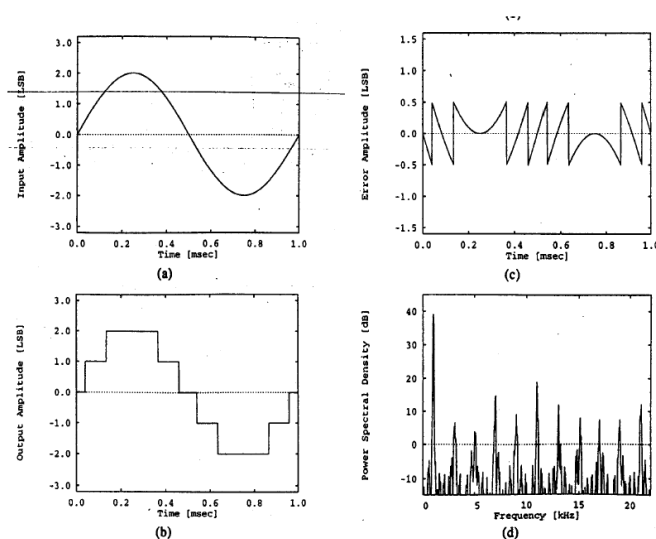 Input Amplitude [LSB]
3.0
2.0
1.0
0.0
-1.0
-2.0
-3.0
0.0 0.2 0.4 0.6 0.8 1.0
Time [msec]
(a)
Error Amplitude [LSB]
1.5
1.0
0.5
0.0
-0.5
-1.0
-1.5
0.0 0.2 0.4 0.6 0.8 1.0
Time [msec]
(c)
Output Amplitude [LSB]
3.0
2.0
1.0
0.0
-1.0
-2.0
-3.0
0.0 0.2 0.4 0.6 0.8 1.0
Time [msec]
(b)
Power Spectral Density [dB]
40
30
20
10
0
-10
0 5 10 15 20
Frequency [kHz]
(d)